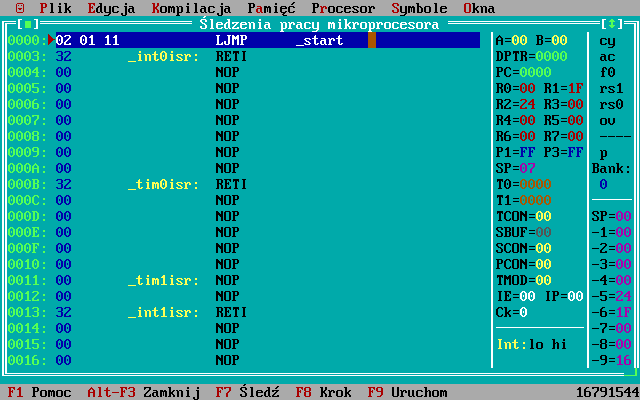 Plik Edycja Kompilacja Pamięć Procesor Symbole Okna
Śledzenia pracy mikroprocesora
0000: 02 01 11 LJMP _start A=00 B=00 cy
0003: 32 _int0isr: RETI DPTR=0000 ac
0004: 00 NOP PC=0000 f0
0005: 00 NOP R0=00 R1=1F rs1
0006: 00 NOP R2=24 R3=00 rs0
0007: 00 NOP R4=00 R5=00 ov
0008: 00 NOP R6=00 R7=00 ----
0009: 00 NOP P1=FF P3=FF p
000A: 00 NOP SP=07 Bank:
000B: 32 _tim0isr: RETI T0=0000 0
000C: 00 NOP T1=0000
000D: 00 NOP TCON=00 SP=00
000E: 00 NOP SBUF=00 -1=00
000F: 00 NOP SCON=00 -2=00
0010: 00 NOP PCON=00 -3=00
0011: 00 _tim1isr: NOP TMOD=00 -4=00
0012: 00 NOP IE=00 IP=00 -5=24
0013: 32 _int1isr: RETI Ck=0 -6=1F
0014: 00 NOP -7=00
0015: 00 NOP Int:lo hi -8=00
0016: 00 NOP -9=16
F1 Pomoc Alt-F3 Zamknij F7 Śledź F8 Krok F9 Uruchom 16791544